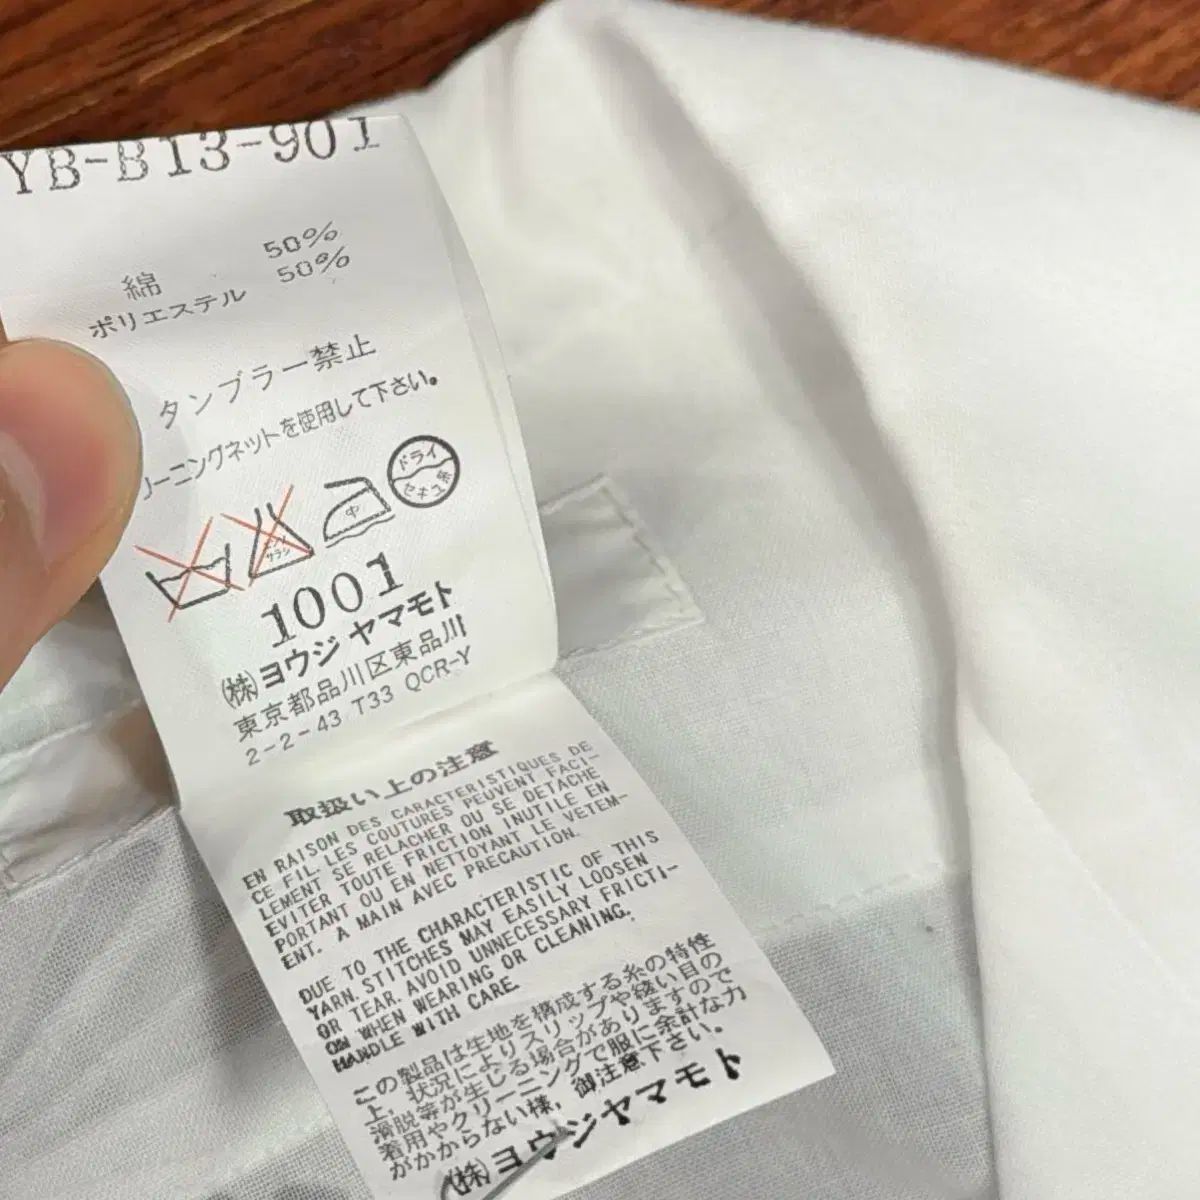 YB-B13-901
綿 50%
ポリエステル 50%
タンブラー禁止
ーニングネットを使用して下さい。
ドライ
セキユ系
エンソ
サラシ
中
1001
㈱ヨウジ ヤマモト
東京都品川区東品川
2-2-43 T33 QCR-Y
取扱い上の注意
EN RAISON DES CARACTERISTIQUES DE
CE FIL. LES COUTURES PEUVENT FACI-
LEMENT SE RELACHER OU SE DETACHE
EVITER TOUTE FRICTION INUTILE EN
PORTANT OU EN NETTOYANT LE VETEM-
ENT. A MAIN AVEC PRECAUTION.
DUE TO THE CHARACTERISTIC OF THIS
YARN. STITCHES MAY EASILY LOOSEN
OR TEAR. AVOID UNNECESSARY FRICTI-
ON WHEN WEARING OR CLEANING.
HANDLE WITH CARE.
この製品は生地を構成する糸の特性
上,状況によりスリップや縫い目の
滑脱等が生じる場合がありますので
着用やクリーニングで服に余計な力
がかからない様,御注意下さい。
㈱ヨウジヤマモト